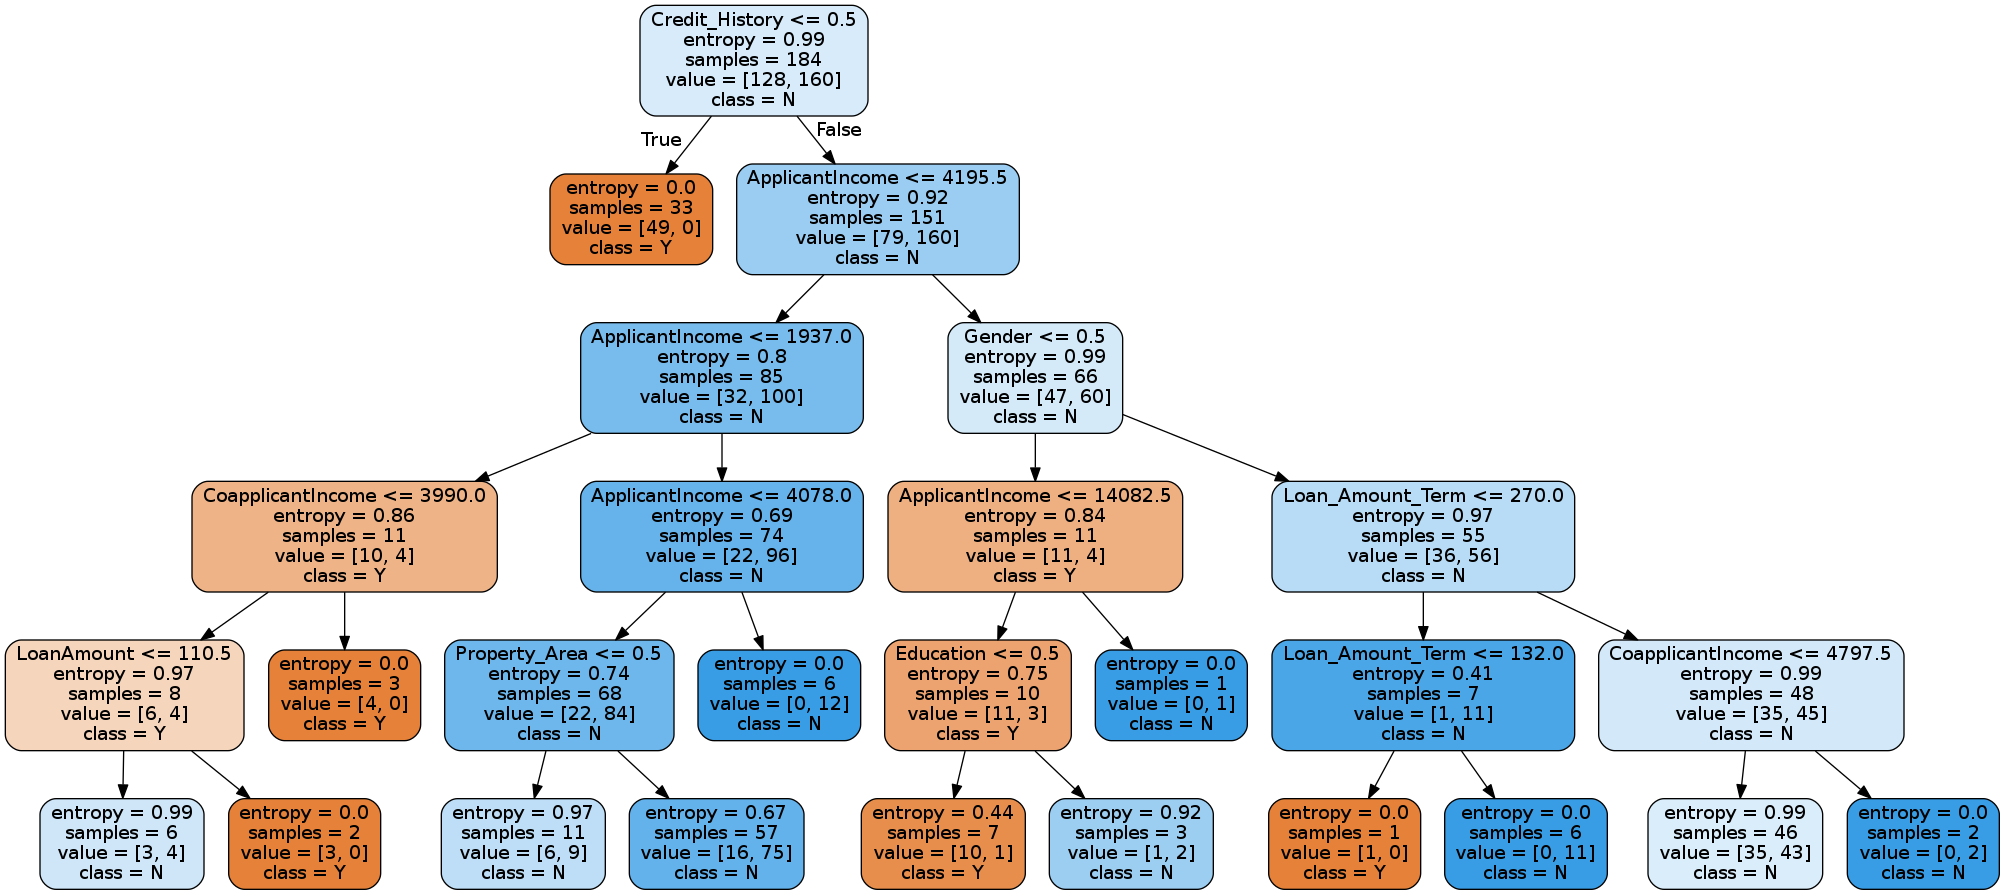 Credit_History <= 0.5
entropy = 0.99
samples = 184
value = [128, 160]
class = N
True
False
entropy = 0.0
samples = 33
value = [49, 0]
class = Y
ApplicantIncome <= 4195.5
entropy = 0.92
samples = 151
value = [79, 160]
class = N
ApplicantIncome <= 1937.0
entropy = 0.8
samples = 85
value = [32, 100]
class = N
Gender <= 0.5
entropy = 0.99
samples = 66
value = [47, 60]
class = N
CoapplicantIncome <= 3990.0
entropy = 0.86
samples = 11
value = [10, 4]
class = Y
ApplicantIncome <= 4078.0
entropy = 0.69
samples = 74
value = [22, 96]
class = N
ApplicantIncome <= 14082.5
entropy = 0.84
samples = 11
value = [11, 4]
class = Y
Loan_Amount_Term <= 270.0
entropy = 0.97
samples = 55
value = [36, 56]
class = N
LoanAmount <= 110.5
entropy = 0.97
samples = 8
value = [6, 4]
class = Y
entropy = 0.0
samples = 3
value = [4, 0]
class = Y
Property_Area <= 0.5
entropy = 0.74
samples = 68
value = [22, 84]
class = N
entropy = 0.0
samples = 6
value = [0, 12]
class = N
Education <= 0.5
entropy = 0.75
samples = 10
value = [11, 3]
class = Y
entropy = 0.0
samples = 1
value = [0, 1]
class = N
Loan_Amount_Term <= 132.0
entropy = 0.41
samples = 7
value = [1, 11]
class = N
CoapplicantIncome <= 4797.5
entropy = 0.99
samples = 48
value = [35, 45]
class = N
entropy = 0.99
samples = 6
value = [3, 4]
class = N
entropy = 0.0
samples = 2
value = [3, 0]
class = Y
entropy = 0.97
samples = 11
value = [6, 9]
class = N
entropy = 0.67
samples = 57
value = [16, 75]
class = N
entropy = 0.44
samples = 7
value = [10, 1]
class = Y
entropy = 0.92
samples = 3
value = [1, 2]
class = N
entropy = 0.0
samples = 1
value = [1, 0]
class = Y
entropy = 0.0
samples = 6
value = [0, 11]
class = N
entropy = 0.99
samples = 46
value = [35, 43]
class = N
entropy = 0.0
samples = 2
value = [0, 2]
class = N